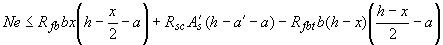 Ne ≤ R_{fb} bx(h − x/2 − a) + R_{sc} A′_s (h − a′ − a) − R_{fbt} b(h − x)((h − x)/2 − a)